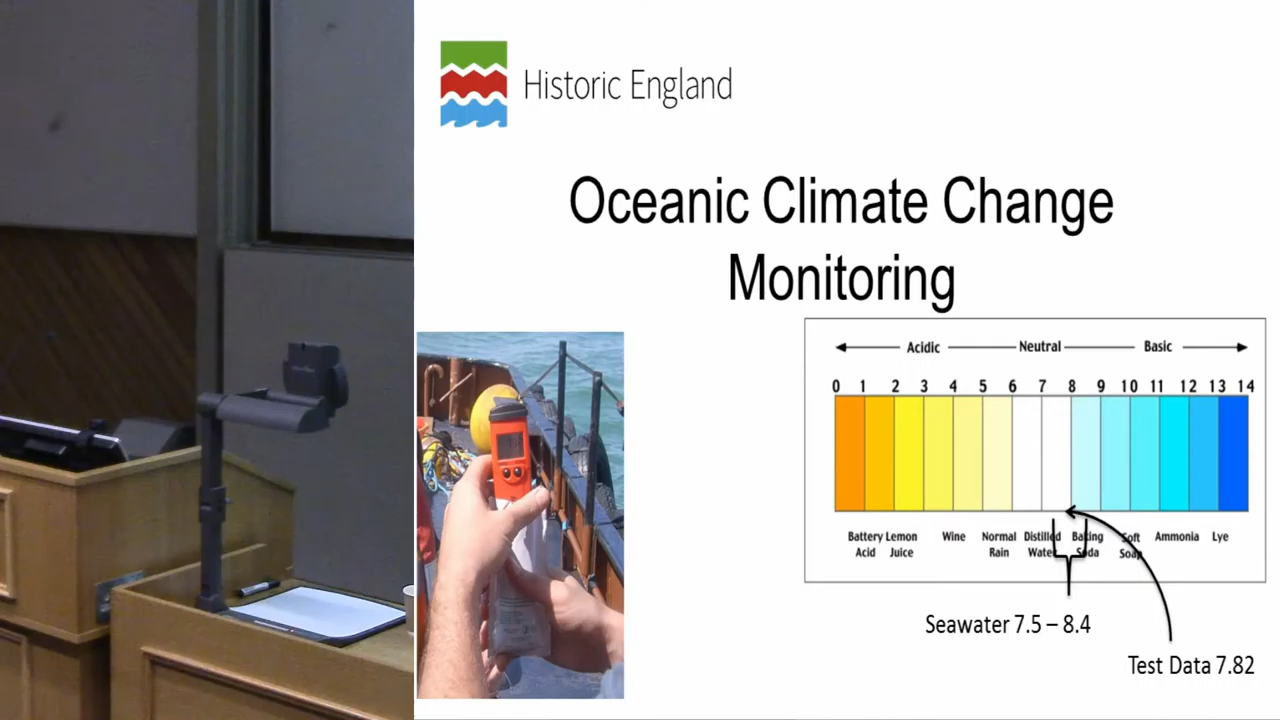 Historic England
Oceanic Climate Change
Monitoring
Acidic Neutral Basic
0 1 2 3 4 5 6 7 8 9 10 11 12 13 14
Battery Acid
Lemon Juice
Wine
Normal Rain
Distilled Water
Baking Soda
Soft Soap
Ammonia
Lye
Seawater 7.5 – 8.4
Test Data 7.82